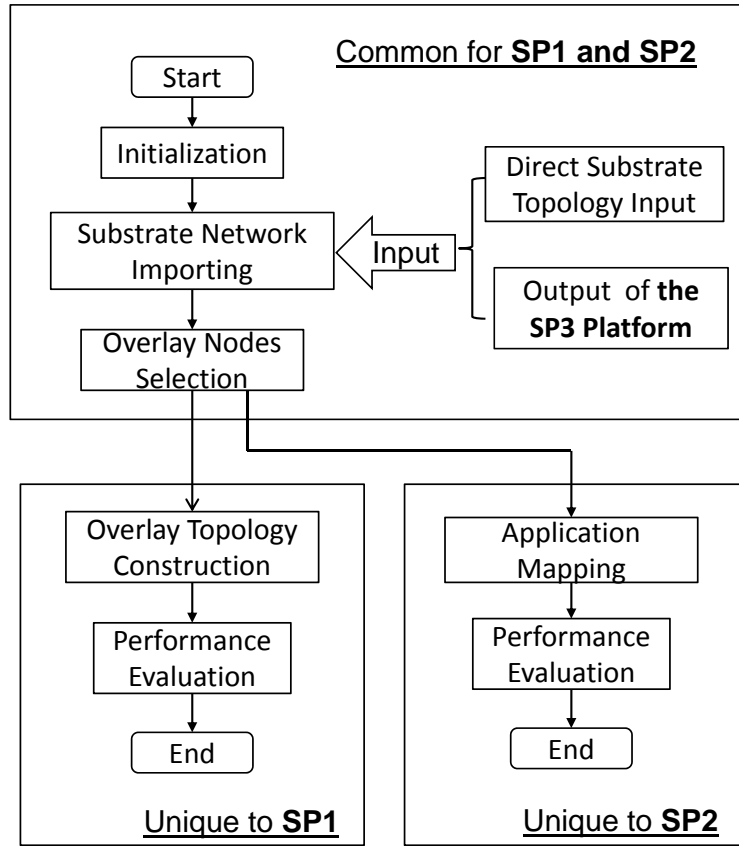 Common for SP1 and SP2
Start
Initialization
Substrate Network
Importing
Input
Direct Substrate
Topology Input
Output of the
SP3 Platform
Overlay Nodes
Selection
Overlay Topology
Construction
Performance
Evaluation
End
Unique to SP1
Application
Mapping
Performance
Evaluation
End
Unique to SP2